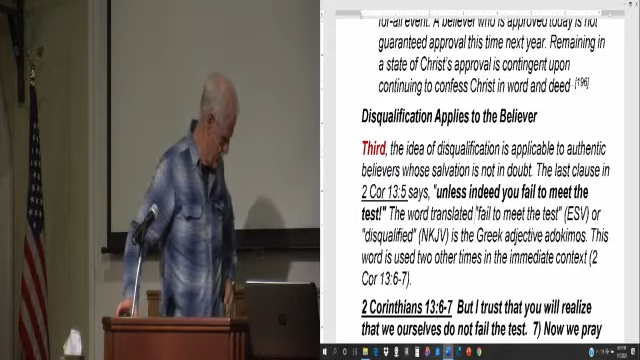 for-all event. A believer who is approved today is not
guaranteed approval this time next year. Remaining in
a state of Christ's approval is contingent upon
continuing to confess Christ in word and deed [196]
Disqualification Applies to the Believer
Third, the idea of disqualification is applicable to authentic
believers whose salvation is not in doubt. The last clause in
2 Cor 13:5 says, "unless indeed you fail to meet the
test!" The word translated "fail to meet the test" (ESV) or
"disqualified" (NKJV) is the Greek adjective adokimos. This
word is used two other times in the immediate context (2
Cor 13:6-7).
2 Corinthians 13:6-7 But I trust that you will realize
that we ourselves do not fail the test. 7) Now we pray